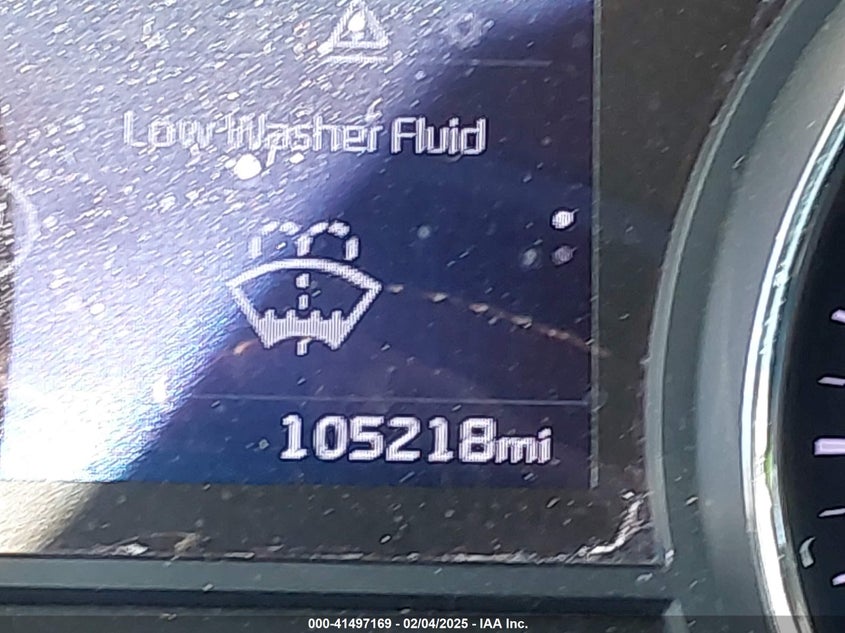 Low Washer Fluid
105218mi
000-41497169 - 02/04/2025 - IAA Inc.